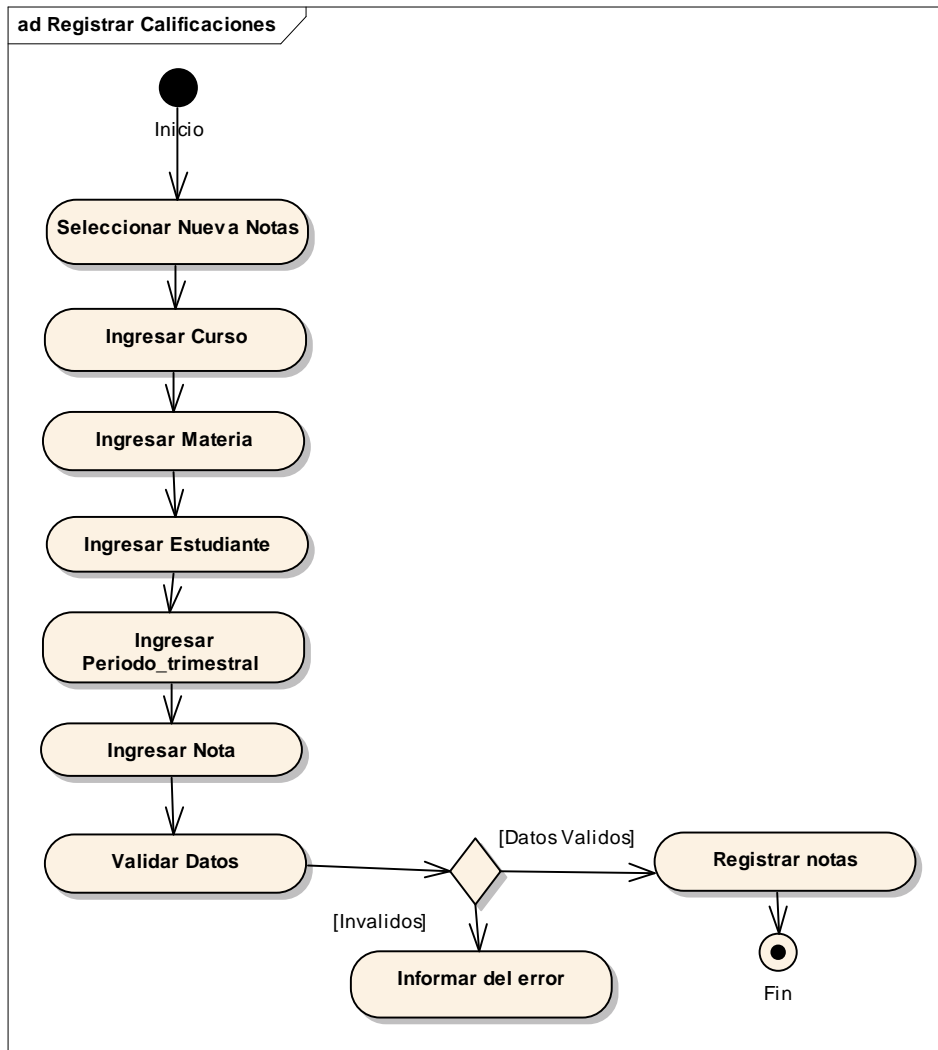 ad Registrar Calificaciones
Inicio
Seleccionar Nueva Notas
Ingresar Curso
Ingresar Materia
Ingresar Estudiante
Ingresar
Periodo_trimestral
Ingresar Nota
Validar Datos
[Datos Validos]
Registrar notas
[Invalidos]
Informar del error
Fin